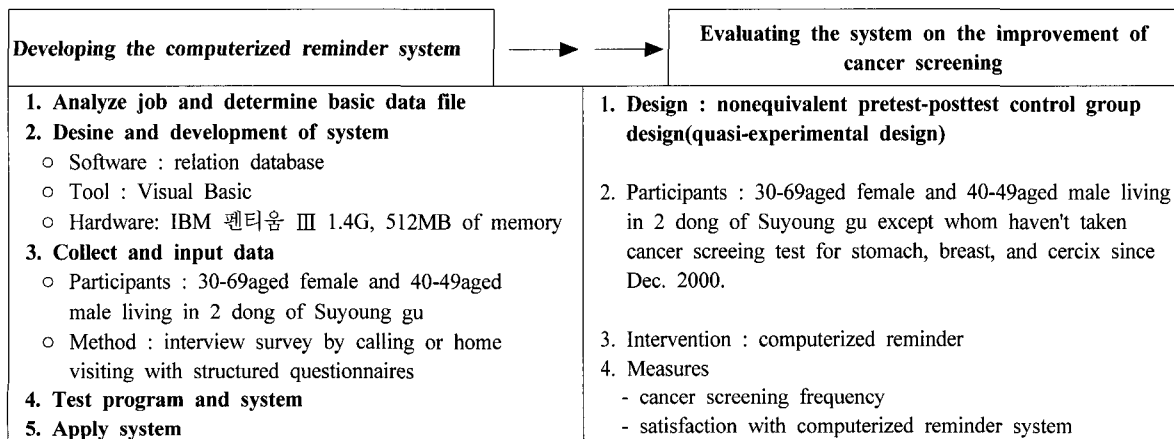 Developing the computerized reminder system
Evaluating the system on the improvement of
cancer screening
1. Analyze job and determine basic data file
2. Desine and development of system
○ Software : relation database
○ Tool : Visual Basic
○ Hardware: IBM 펜티움 Ⅲ 1.4G, 512MB of memory
3. Collect and input data
○ Participants : 30-69aged female and 40-49aged
male living in 2 dong of Suyoung gu
○ Method : interview survey by calling or home
visiting with structured questionnaires
4. Test program and system
5. Apply system
1. Design : nonequivalent pretest-posttest control group
design(quasi-experimental design)
2. Participants : 30-69aged female and 40-49aged male living
in 2 dong of Suyoung gu except whom haven't taken
cancer screeing test for stomach, breast, and cercix since
Dec. 2000.
3. Intervention : computerized reminder
4. Measures
- cancer screening frequency
- satisfaction with computerized reminder system